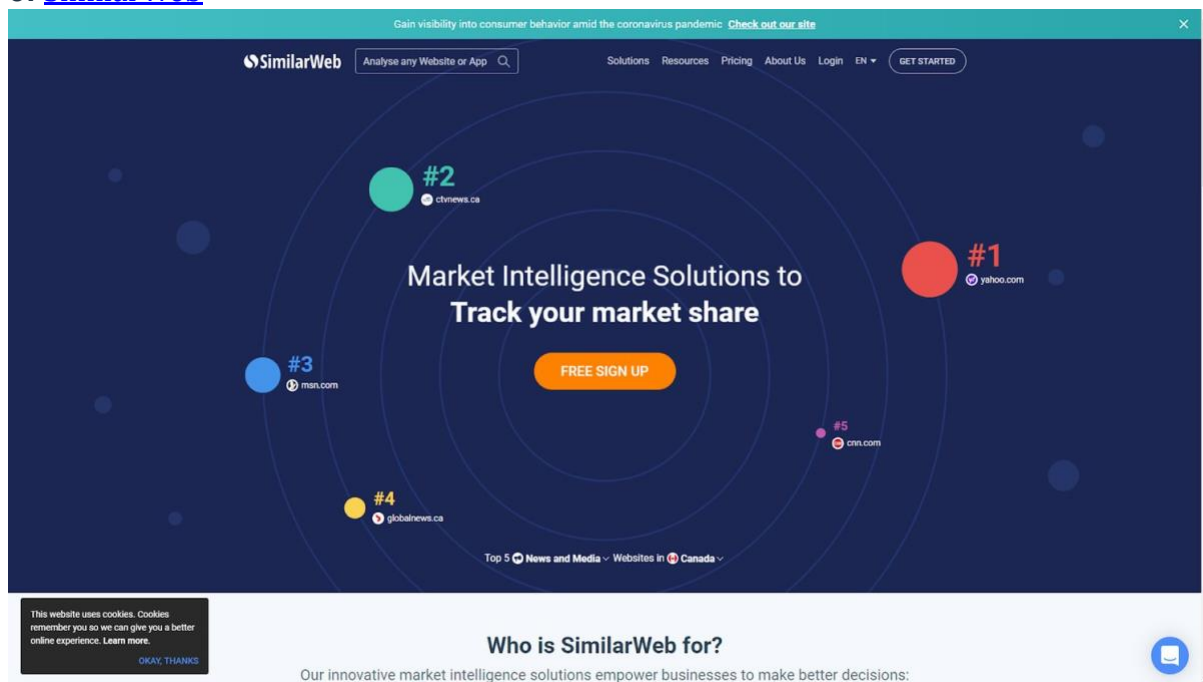 Gain visibility into consumer behavior amid the coronavirus pandemic Check out our site
SimilarWeb Analyse any Website or App Solutions Resources Pricing About Us Login EN GET STARTED
#2
ctvnews.ca
#1
yahoo.com
Market Intelligence Solutions to
Track your market share
#3
msn.com
FREE SIGN UP
#5
cnn.com
#4
globalnews.ca
Top 5 News and Media Websites in Canada
This website uses cookies. Cookies
remember you so we can give you a better
online experience. Learn more.
OKAY, THANKS
Who is SimilarWeb for?
Our innovative market intelligence solutions empower businesses to make better decisions: